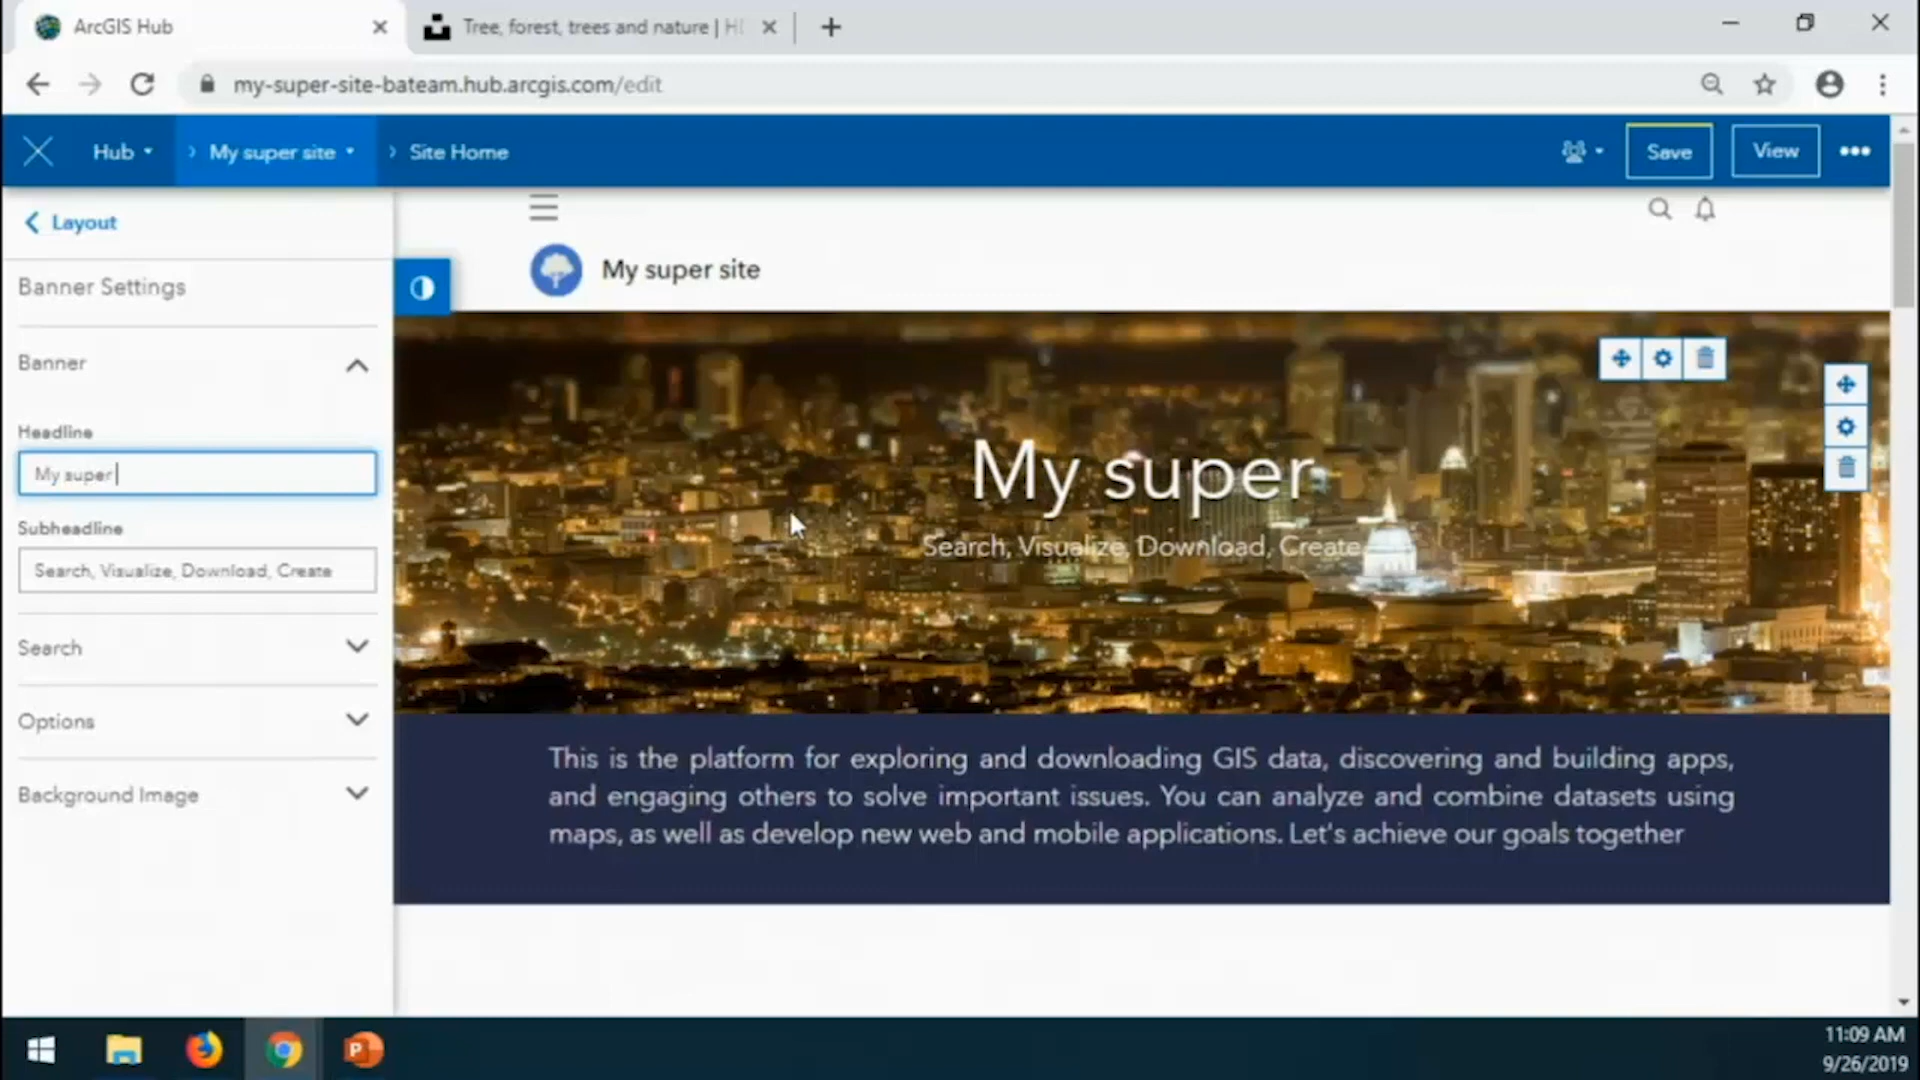 ArcGIS Hub
Tree, forest, trees and nature | H
my-super-site-bateam.hub.arcgis.com/edit
Hub
My super site
Site Home
Save
View
Layout
Banner Settings
Banner
Headline
My super
Subheadline
Search, Visualize, Download, Create
Search
Options
Background Image
My super site
My super
Search, Visualize, Download, Create
This is the platform for exploring and downloading GIS data, discovering and building apps,
and engaging others to solve important issues. You can analyze and combine datasets using
maps, as well as develop new web and mobile applications. Let's achieve our goals together
11:09 AM
9/26/2019